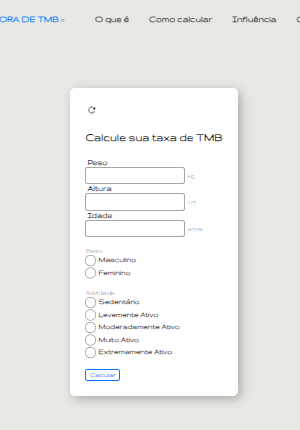 ORA DE TMB ::
O que é
Como calcular
Influência
Calcule sua taxa de TMB
Peso
kg
Altura
cm
Idade
anos
Sexo
Masculino
Feminino
Atividade
Sedentário
Levemente Ativo
Moderadamente Ativo
Muito Ativo
Extremamente Ativo
Calcular